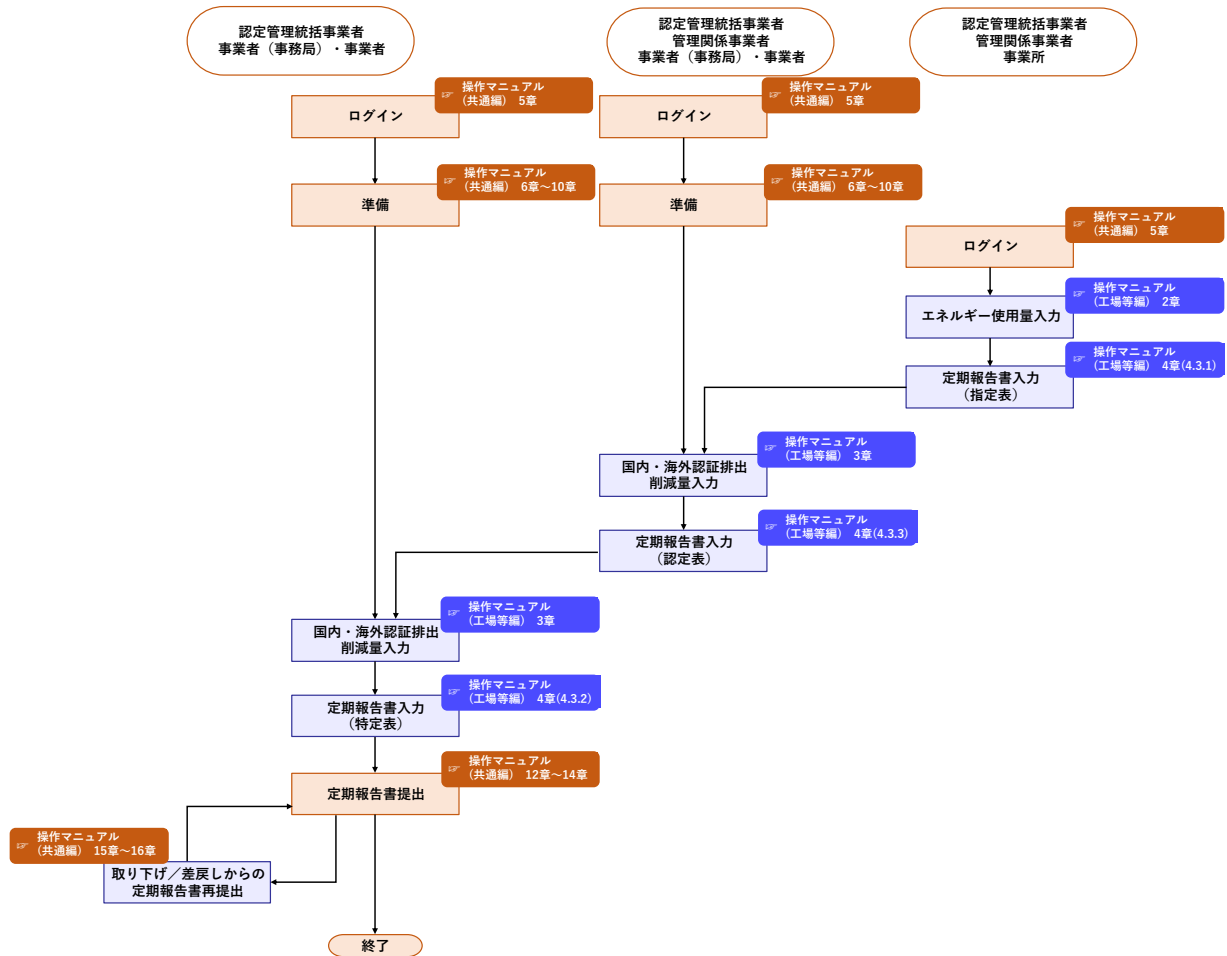 認定管理統括事業者
事業者（事務局）・事業者
認定管理統括事業者
管理関係事業者
事業者（事務局）・事業者
認定管理統括事業者
管理関係事業者
事業所
ログイン
☞ 操作マニュアル
(共通編) 5章
ログイン
☞ 操作マニュアル
(共通編) 5章
準備
☞ 操作マニュアル
(共通編) 6章～10章
準備
☞ 操作マニュアル
(共通編) 6章～10章
ログイン
☞ 操作マニュアル
(共通編) 5章
エネルギー使用量入力
☞ 操作マニュアル
(工場等編) 2章
定期報告書入力
（指定表）
☞ 操作マニュアル
(工場等編) 4章(4.3.1)
国内・海外認証排出
削減量入力
☞ 操作マニュアル
(工場等編) 3章
定期報告書入力
（認定表）
☞ 操作マニュアル
(工場等編) 4章(4.3.3)
国内・海外認証排出
削減量入力
☞ 操作マニュアル
(工場等編) 3章
定期報告書入力
（特定表）
☞ 操作マニュアル
(工場等編) 4章(4.3.2)
定期報告書提出
☞ 操作マニュアル
(共通編) 12章～14章
☞ 操作マニュアル
(共通編) 15章～16章
取り下げ／差戻しからの
定期報告書再提出
終了